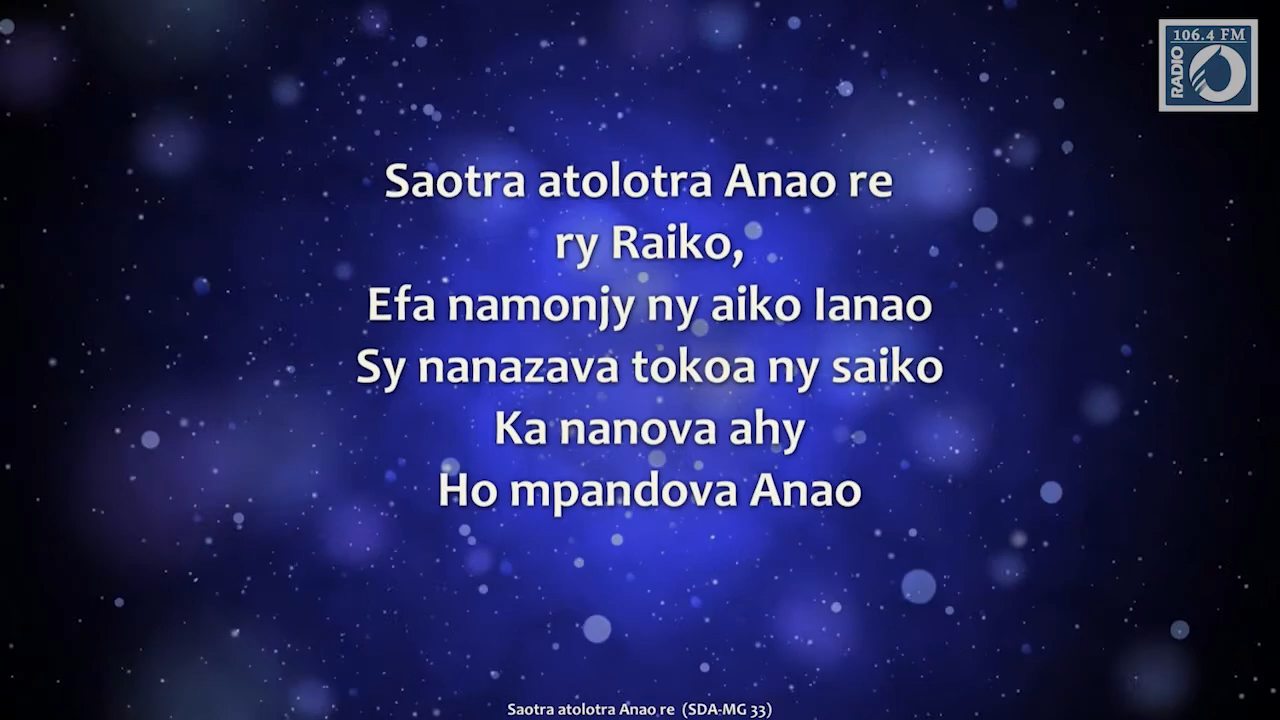 106.4 FM
RADIO
Saotra atolotra Anao re
ry Raiko,
Efa namonjy ny aiko Ianao
Sy nanazava tokoa ny saiko
Ka nanova ahy
Ho mpandova Anao
Saotra atolotra Anao re (SDA-MG 33)